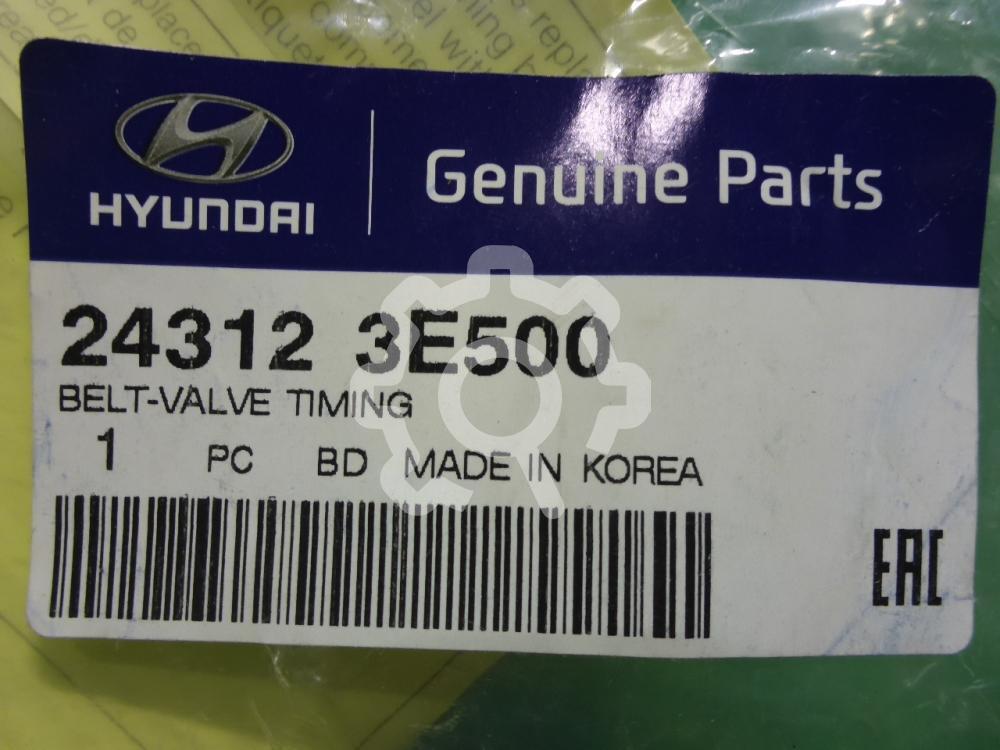 HYUNDAI
Genuine Parts
24312 3E500
BELT-VALVE TIMING
1 PC BD MADE IN KOREA
EAC